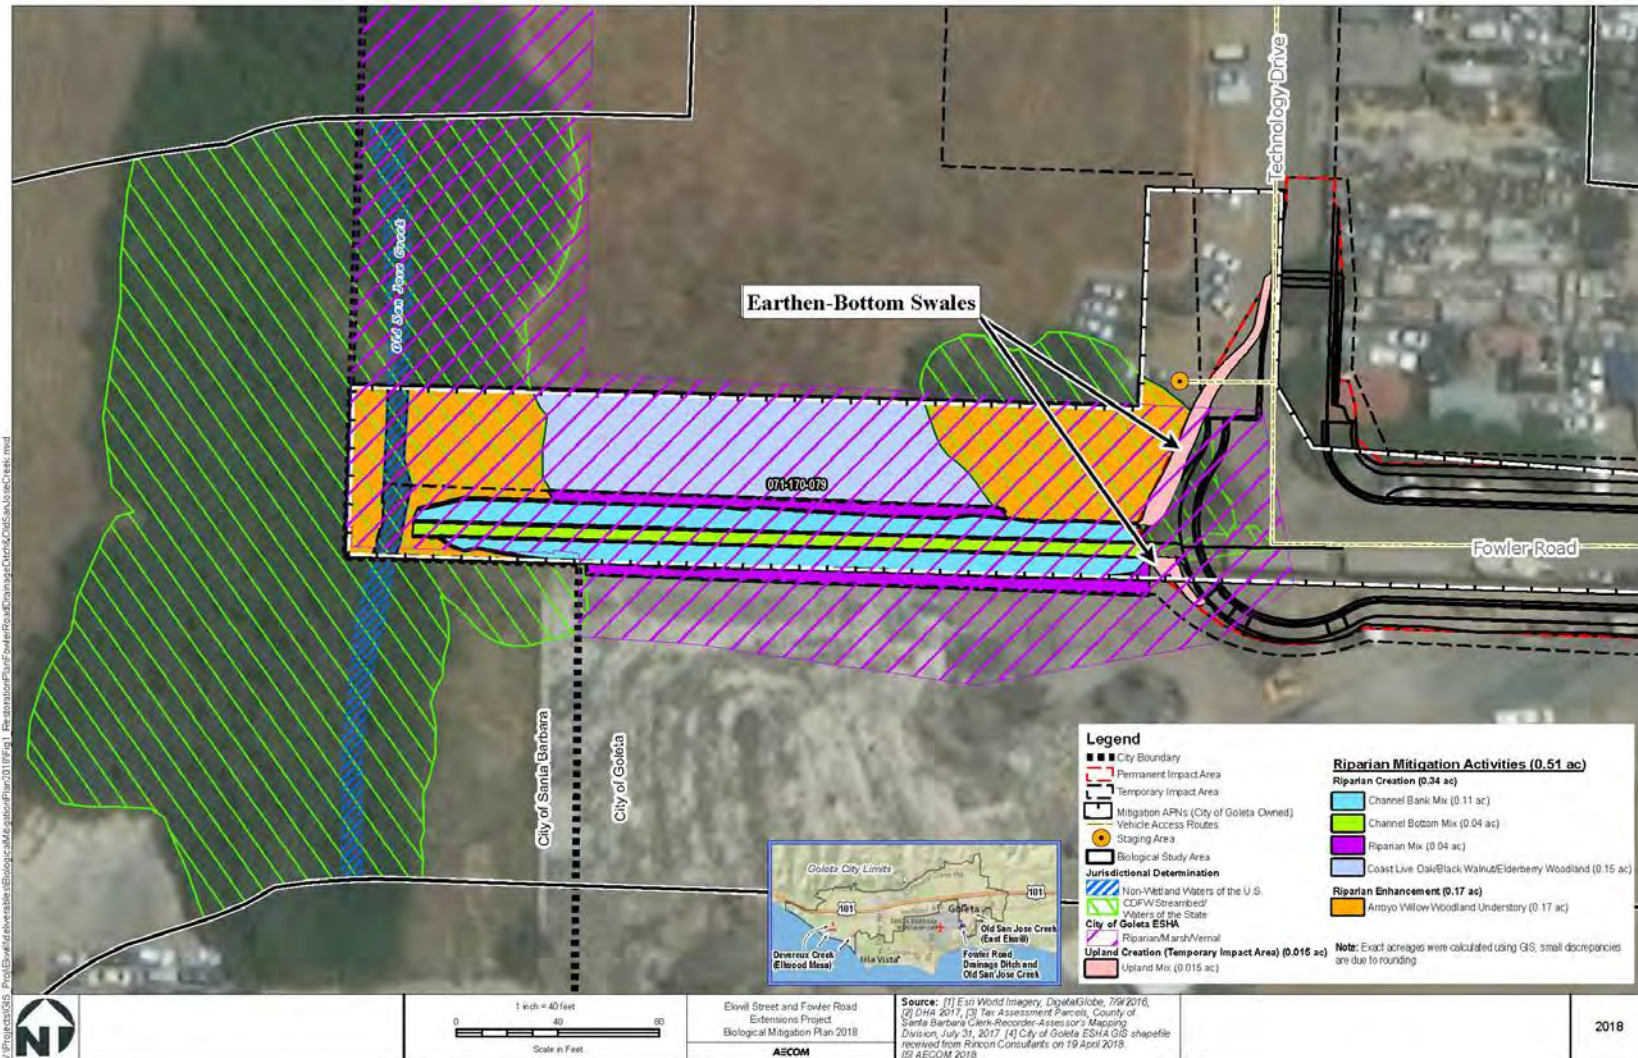 Technology Drive
Old San Jose Creek
Earthen-Bottom Swales
071-170-079
Fowler Road
City of Santa Barbara
City of Goleta
Legend
City Boundary
Permanent Impact Area
Temporary Impact Area
Mitigation APNs (City of Goleta Owned)
Vehicle Access Routes
Staging Area
Biological Study Area
Jurisdictional Determination
Non-Wetland Waters of the U.S.
CDFW Streambed/
Waters of the State
City of Goleta ESHA
Riparian/Marsh/Vernal
Upland Creation (Temporary Impact Area) (0.015 ac)
Upland Mix (0.015 ac)
Riparian Mitigation Activities (0.51 ac)
Riparian Creation (0.34 ac)
Channel Bank Mix (0.11 ac)
Channel Bottom Mix (0.04 ac)
Riparian Mix (0.04 ac)
Coast Live Oak/Black Walnut/Elderberry Woodland (0.15 ac)
Riparian Enhancement (0.17 ac)
Arroyo Willow Woodland Understory (0.17 ac)
Note: Exact acreages were calculated using GIS, small discrepancies
are due to rounding.
Goleta City Limits
101
101
Goleta
Old San Jose Creek
(East Ekwill)
Devereux Creek
(Ellwood Mesa)
Isla Vista
Fowler Road
Drainage Ditch and
Old San Jose Creek
N
1 inch = 40 feet
0 40 80
Scale in Feet
Ekwill Street and Fowler Road
Extensions Project
Biological Mitigation Plan 2018
AECOM
Source: [1] Esri World Imagery, DigitalGlobe, 7/9/2016,
[2] DHA 2017, [3] Tax Assessment Parcels, County of
Santa Barbara Clerk-Recorder-Assessor's Mapping
Division, July 31, 2017. [4] City of Goleta ESHA GIS shapefile
received from Rincon Consultants on 19 April 2018.
[5] AECOM 2018.
2018